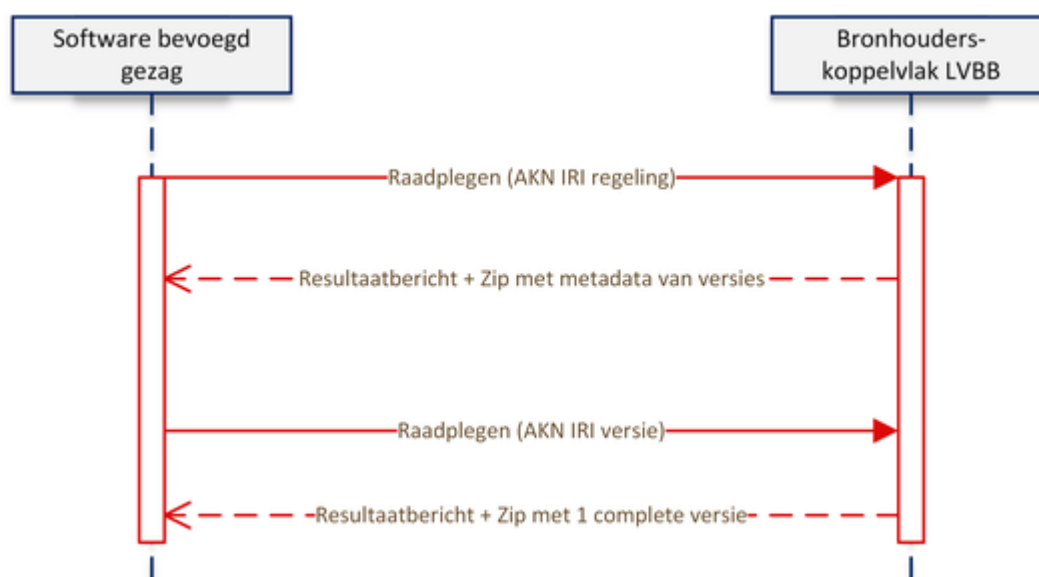 Software bevoegd
gezag
Bronhouders-
koppelvlak LVBB
Raadplegen (AKN IRI regeling)
Resultaatbericht + Zip met metadata van versies
Raadplegen (AKN IRI versie)
Resultaatbericht + Zip met 1 complete versie